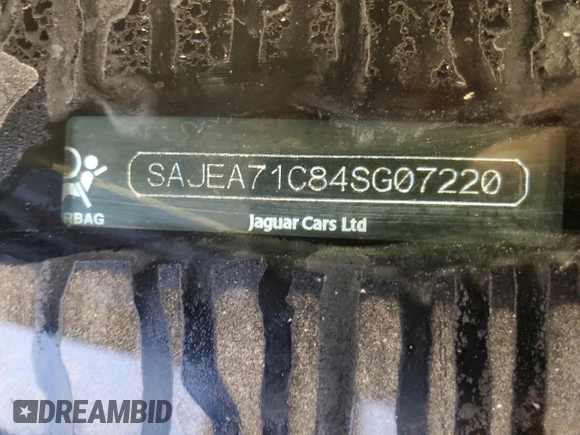 SAJEA71C84SG07220
RBAG
Jaguar Cars Ltd
DREAMBID